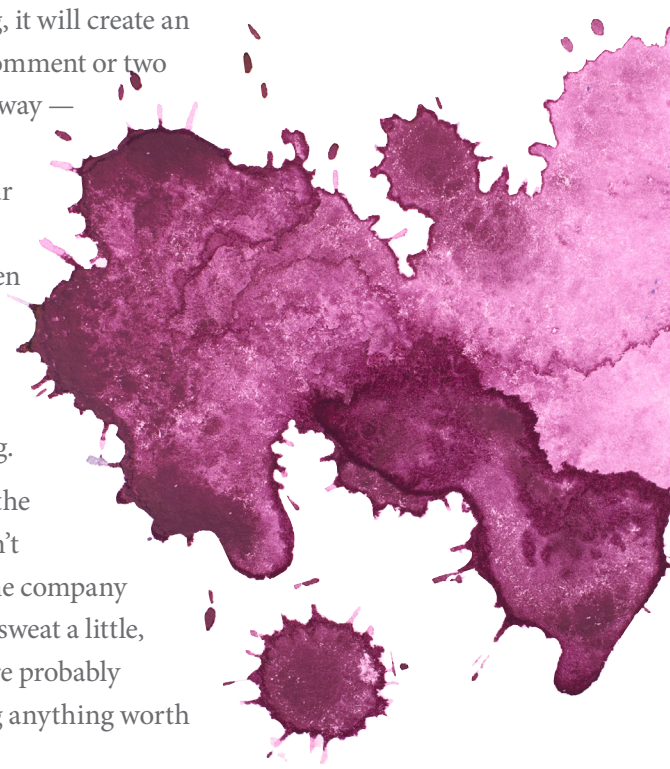 , it will create an
omment or two
way —
r
en
g.
the
n't
e company
sweat a little,
e probably
g anything worth